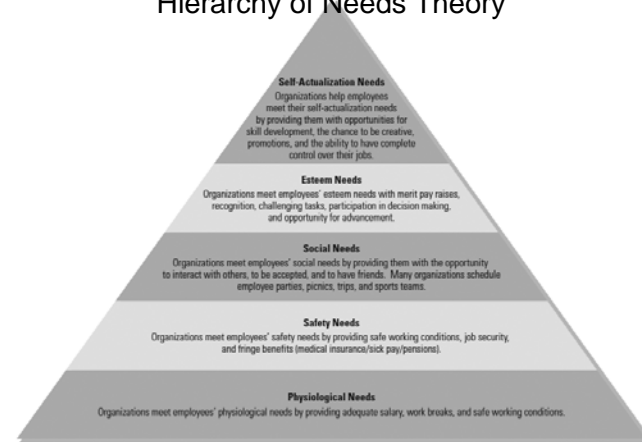 Hierarchy of Needs Theory
Self-Actualization Needs
Organizations help employees
meet their self-actualization needs
by providing them with opportunities for
skill development, the chance to be creative,
promotions, and the ability to have complete
control over their jobs.
Esteem Needs
Organizations meet employees' esteem needs with merit pay raises,
recognition, challenging tasks, participation in decision making,
and opportunity for advancement.
Social Needs
Organizations meet employees' social needs by providing them with the opportunity
to interact with others, to be accepted, and to have friends. Many organizations schedule
employee parties, picnics, trips, and sports teams.
Safety Needs
Organizations meet employees' safety needs by providing safe working conditions, job security,
and fringe benefits (medical insurance/sick pay/pensions).
Physiological Needs
Organizations meet employees' physiological needs by providing adequate salary, work breaks, and safe working conditions.